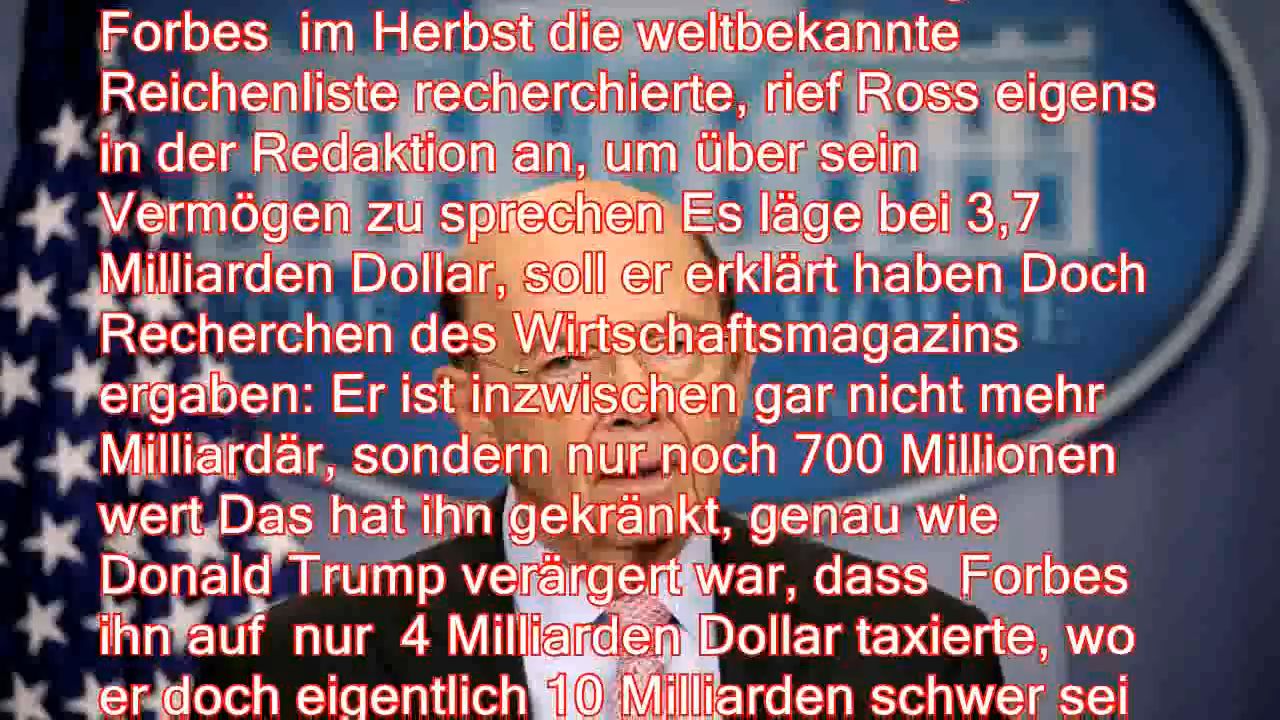 Forbes  im Herbst die weltbekannte
Reichenliste recherchierte, rief Ross eigens
in der Redaktion an, um über sein
Vermögen zu sprechen Es läge bei 3,7
Milliarden Dollar, soll er erklärt haben Doch
Recherchen des Wirtschaftsmagazins
ergaben: Er ist inzwischen gar nicht mehr
Milliardär, sondern nur noch 700 Millionen
wert Das hat ihn gekränkt, genau wie
Donald Trump verärgert war, dass  Forbes
ihn auf  nur  4 Milliarden Dollar taxierte, wo
er doch eigentlich 10 Milliarden schwer sei